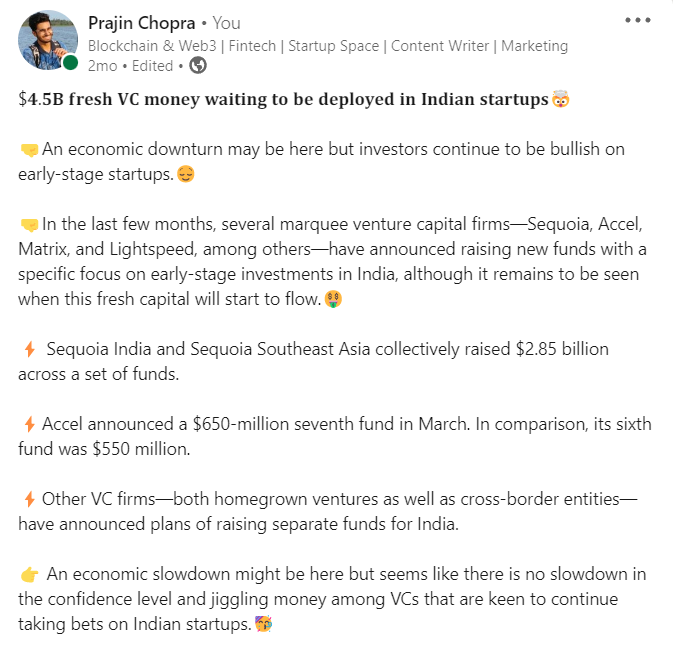 Prajin Chopra • You
Blockchain & Web3 | Fintech | Startup Space | Content Writer | Marketing
2mo • Edited •
$4.5B fresh VC money waiting to be deployed in Indian startups🤯
🤜An economic downturn may be here but investors continue to be bullish on
early-stage startups.😌
🤜In the last few months, several marquee venture capital firms—Sequoia, Accel,
Matrix, and Lightspeed, among others—have announced raising new funds with a
specific focus on early-stage investments in India, although it remains to be seen
when this fresh capital will start to flow.🤑
⚡ Sequoia India and Sequoia Southeast Asia collectively raised $2.85 billion
across a set of funds.
⚡Accel announced a $650-million seventh fund in March. In comparison, its sixth
fund was $550 million.
⚡Other VC firms—both homegrown ventures as well as cross-border entities—
have announced plans of raising separate funds for India.
👉 An economic slowdown might be here but seems like there is no slowdown in
the confidence level and jiggling money among VCs that are keen to continue
taking bets on Indian startups.🥳